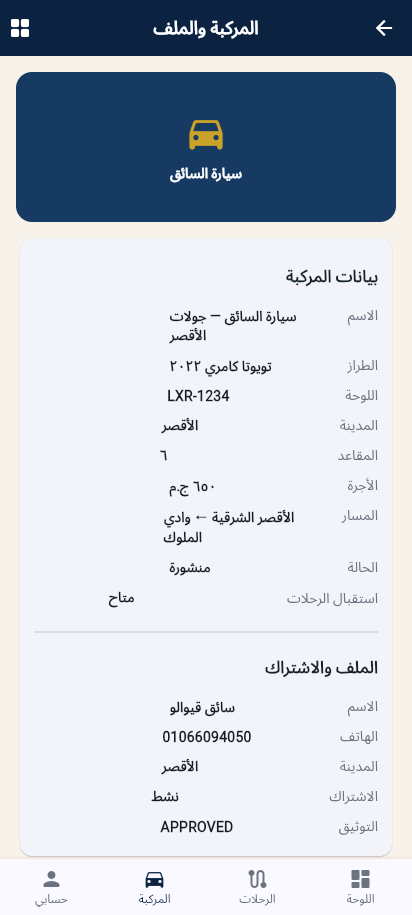 المركبة والملف
سيارة السائق
بيانات المركبة
الاسم سيارة السائق — جولات
الأقصر
الطراز تويوتا كامري ٢٠٢٢
اللوحة LXR-1234
المدينة الأقصر
المقاعد ٦
الأجرة ٦٥٠ ج.م
المسار الأقصر الشرقية ← وادي
الملوك
الحالة منشورة
استقبال الرحلات متاح
الملف والاشتراك
الاسم سائق قيوالو
الهاتف 01066094050
المدينة الأقصر
الاشتراك نشط
التوثيق APPROVED
اللوحة الرحلات المركبة حسابي